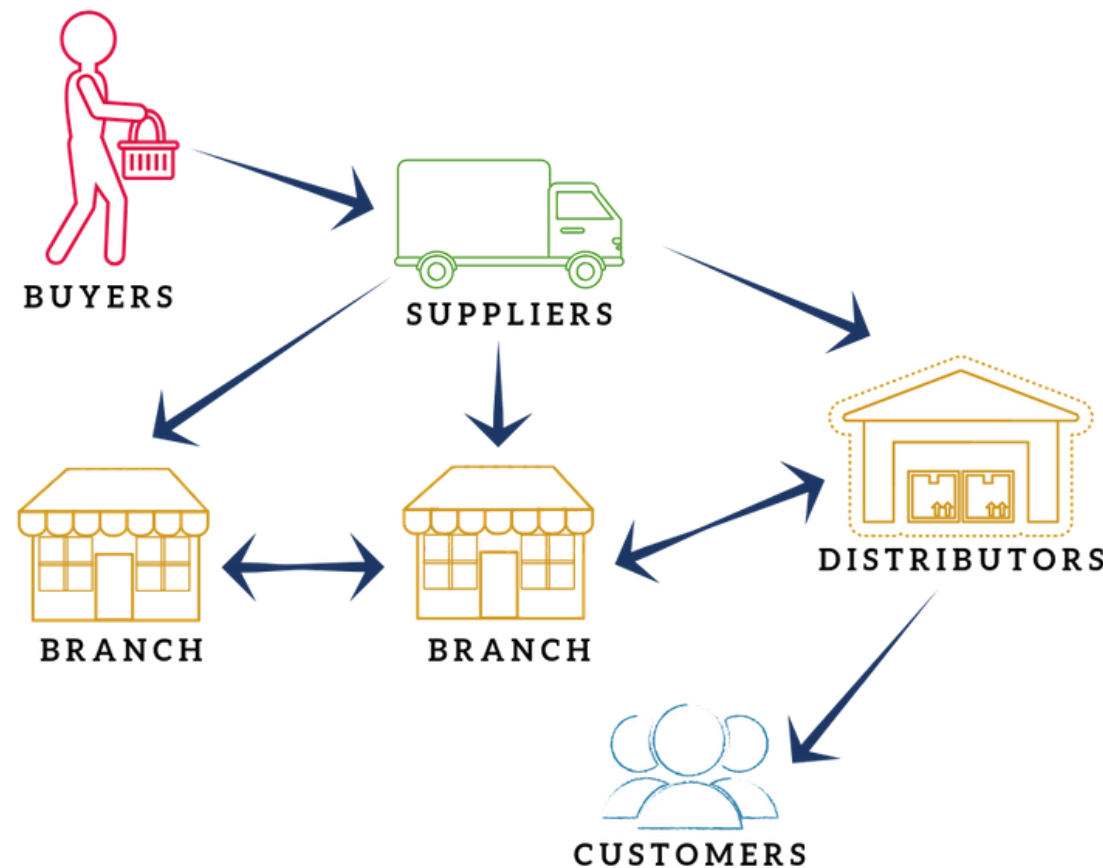 BUYERS
SUPPLIERS
DISTRIBUTORS
BRANCH
BRANCH
CUSTOMERS